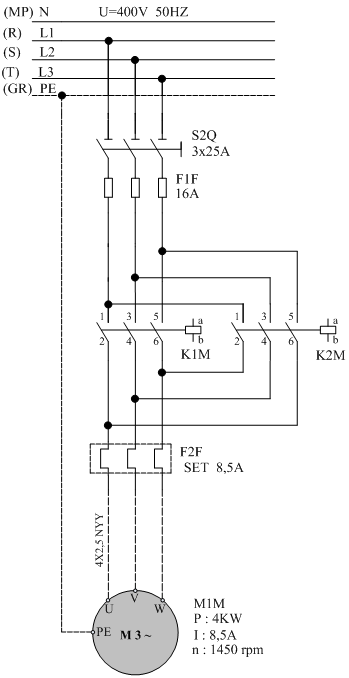 (MP) N U=400V 50HZ
(R) L1
(S) L2
(T) L3
(GR) PE
S2Q
3x25A
F1F
16A
1 3 5 a 1 3 5 a
2 4 6 b 2 4 6 b
K1M K2M
F2F
SET 8,5A
4X2,5 NYY
U V W
PE M 3~
M1M
P : 4KW
I : 8,5A
n : 1450 rpm